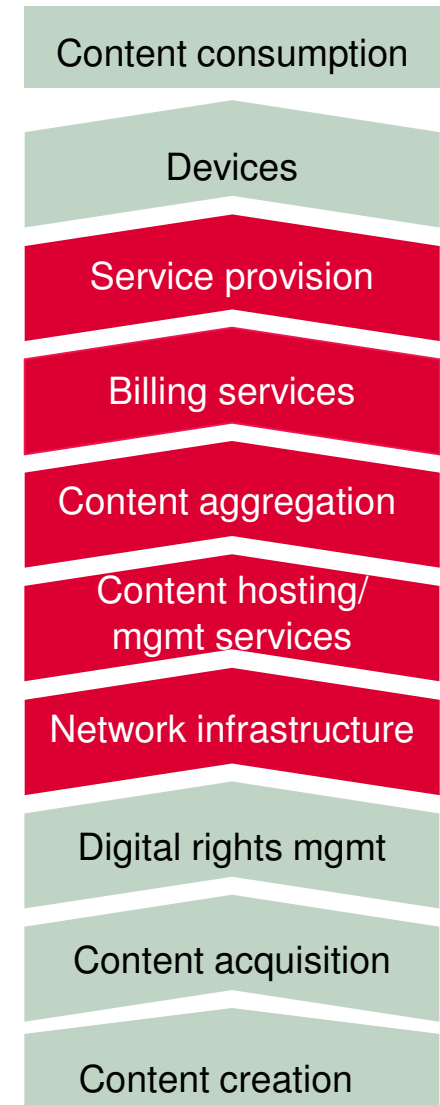 Content consumption
Devices
Service provision
Billing services
Content aggregation
Content hosting/
mgmt services
Network infrastructure
Digital rights mgmt
Content acquisition
Content creation